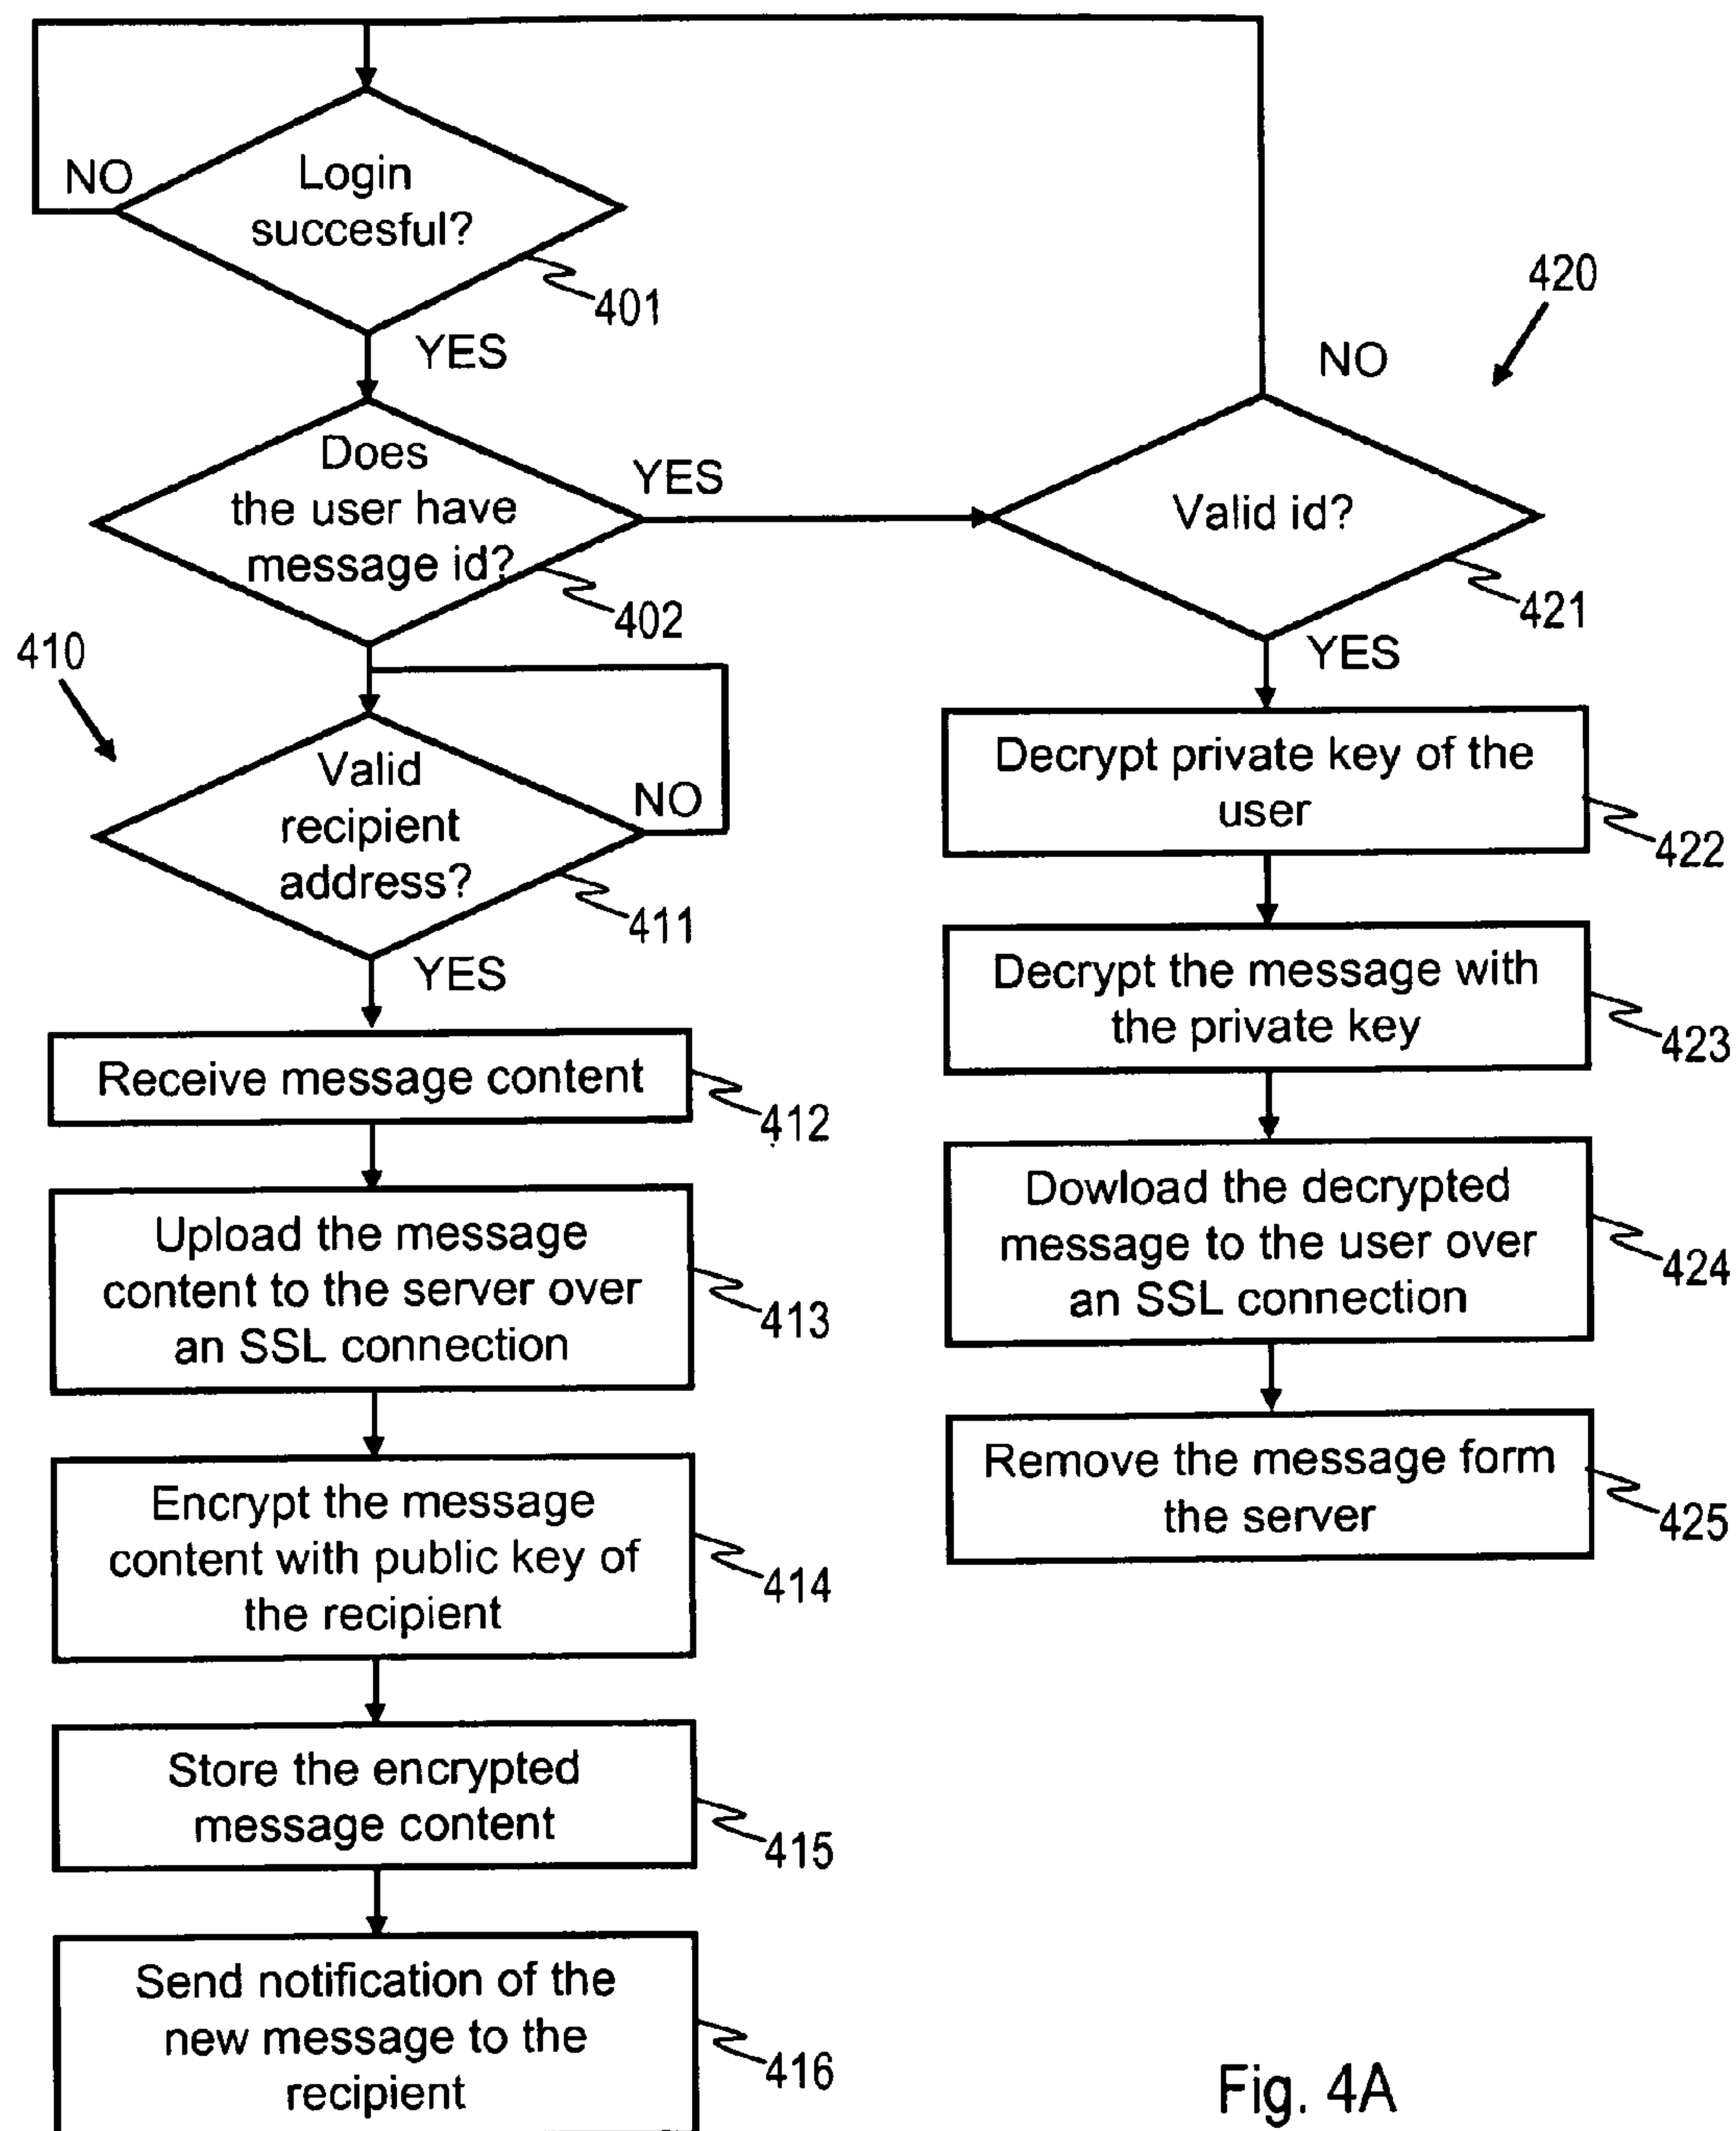 NO
Login
succesful?
401
YES
Does
the user have
message id?
402
YES
410
Valid
recipient
address?
NO
411
YES
Receive message content
412
Upload the message
content to the server over
an SSL connection
413
Encrypt the message
content with public key of
the recipient
414
Store the encrypted
message content
415
Send notification of the
new message to the
recipient
416
420
NO
Valid id?
421
YES
Decrypt private key of the
user
422
Decrypt the message with
the private key
423
Dowload the decrypted
message to the user over
an SSL connection
424
Remove the message form
the server
425
Fig. 4A